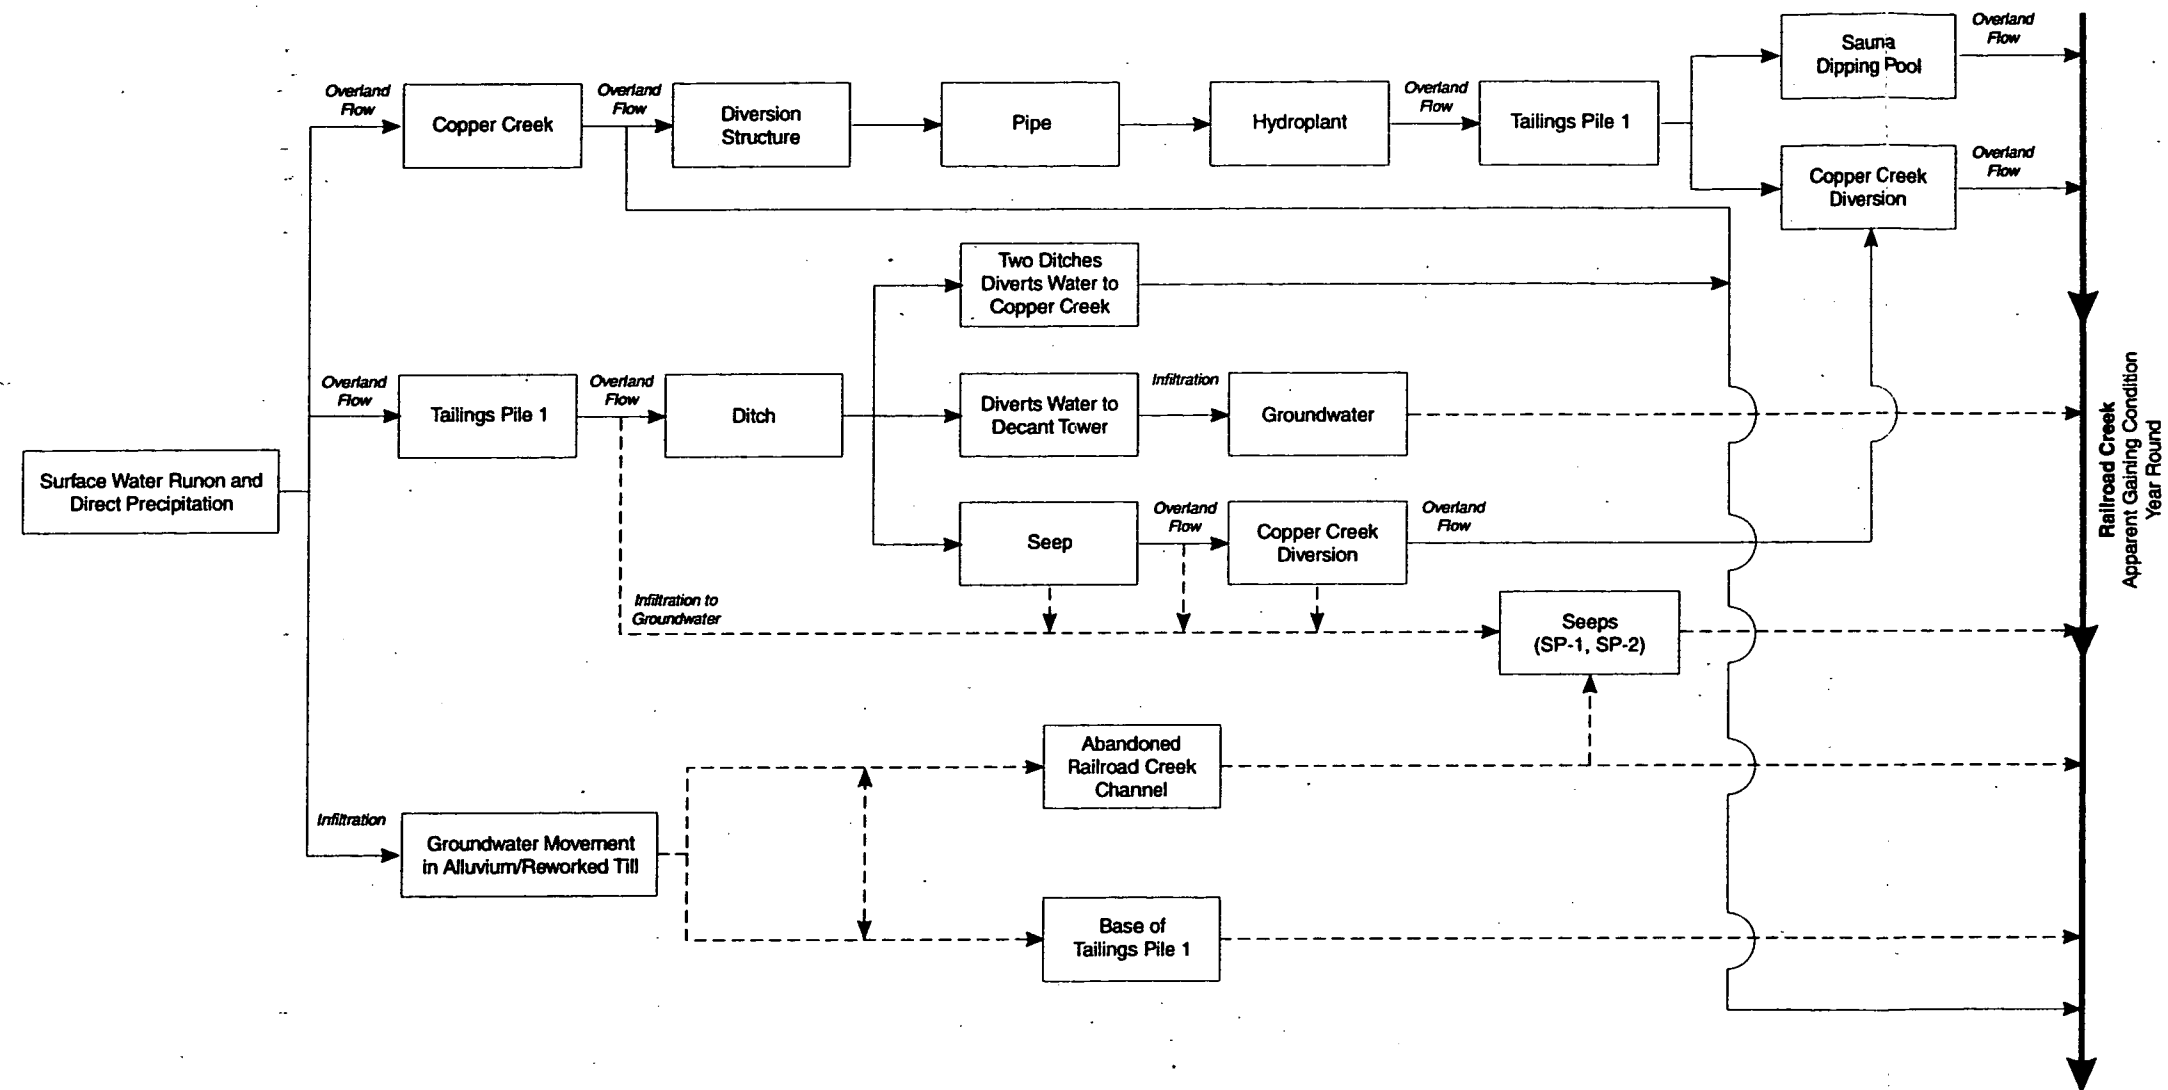 Overland
Flow
Copper Creek
Overland
Flow
Diversion
Structure
Pipe
Hydroplant
Overland
Flow
Tailings Pile 1
Sauna
Dipping Pool
Overland
Flow
Copper Creek
Diversion
Overland
Flow
Two Ditches
Diverts Water to
Copper Creek
Overland
Flow
Tailings Pile 1
Overland
Flow
Ditch
Diverts Water to
Decant Tower
Infiltration
Groundwater
Surface Water Runon and
Direct Precipitation
Seep
Overland
Flow
Copper Creek
Diversion
Overland
Flow
Infiltration to
Groundwater
Seeps
(SP-1, SP-2)
Railroad Creek
Apparent Gaining Condition
Year Round
Abandoned
Railroad Creek
Channel
Infiltration
Groundwater Movement
in Alluvium/Reworked Till
Base of
Tailings Pile 1